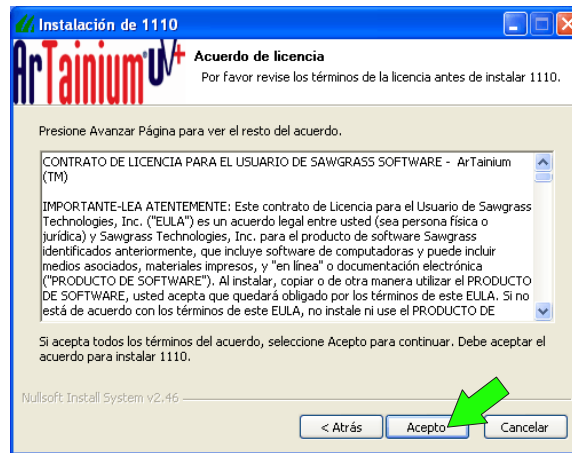 Instalación de 1110
ArTainium UV+
Acuerdo de licencia
Por favor revise los términos de la licencia antes de instalar 1110.
Presione Avanzar Página para ver el resto del acuerdo.
CONTRATO DE LICENCIA PARA EL USUARIO DE SAWGRASS SOFTWARE - ArTainium
(TM)
IMPORTANTE-LEA ATENTEMENTE: Este contrato de Licencia para el Usuario de Sawgrass
Technologies, Inc. ("EULA") es un acuerdo legal entre usted (sea persona física o
jurídica) y Sawgrass Technologies, Inc. para el producto de software Sawgrass
identificados anteriormente, que incluye software de computadoras y puede incluir
medios asociados, materiales impresos, y "en línea" o documentación electrónica
("PRODUCTO DE SOFTWARE"). Al instalar, copiar o de otra manera utilizar el PRODUCTO
DE SOFTWARE, usted acepta que quedará obligado por los términos de este EULA. Si no
está de acuerdo con los términos de este EULA, no instale ni use el PRODUCTO DE
Si acepta todos los términos del acuerdo, seleccione Acepto para continuar. Debe aceptar el
acuerdo para instalar 1110.
Nullsoft Install System v2.46
< Atrás
Acepto
Cancelar